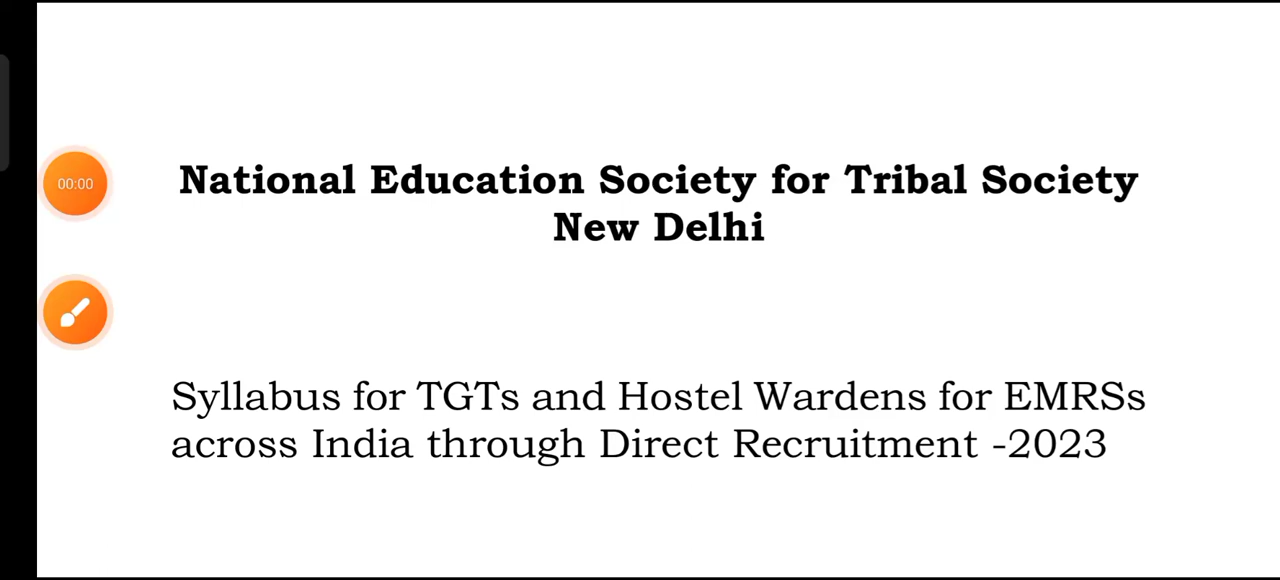 National Education Society for Tribal Society
New Delhi
00:00
Syllabus for TGTs and Hostel Wardens for EMRSs
across India through Direct Recruitment -2023